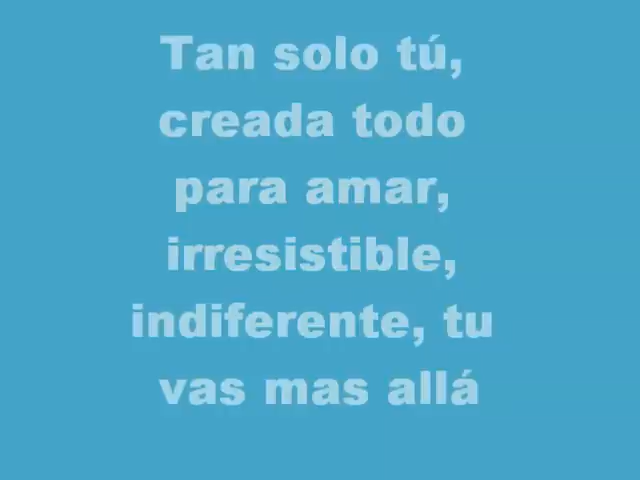 Tan solo tú,
creada todo
para amar,
irresistible,
indiferente, tu
vas mas allá